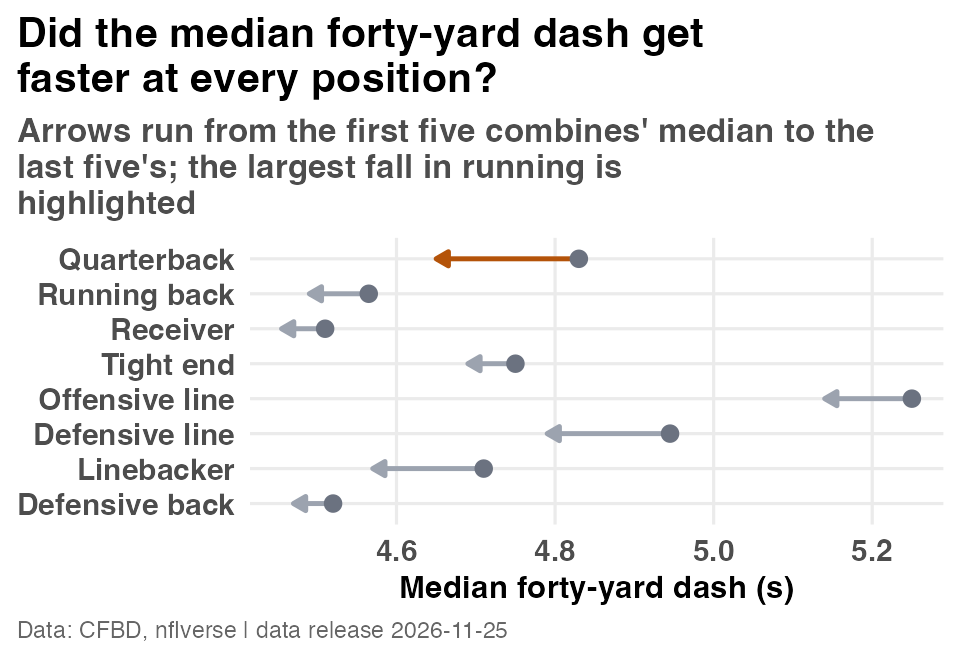 Did the median forty-yard dash get
faster at every position?
Arrows run from the first five combines' median to the
last five's; the largest fall in running is
highlighted
Quarterback
Running back
Receiver
Tight end
Offensive line
Defensive line
Linebacker
Defensive back
4.6 4.8 5.0 5.2
Median forty-yard dash (s)
Data: CFBD, nflverse | data release 2026-11-25